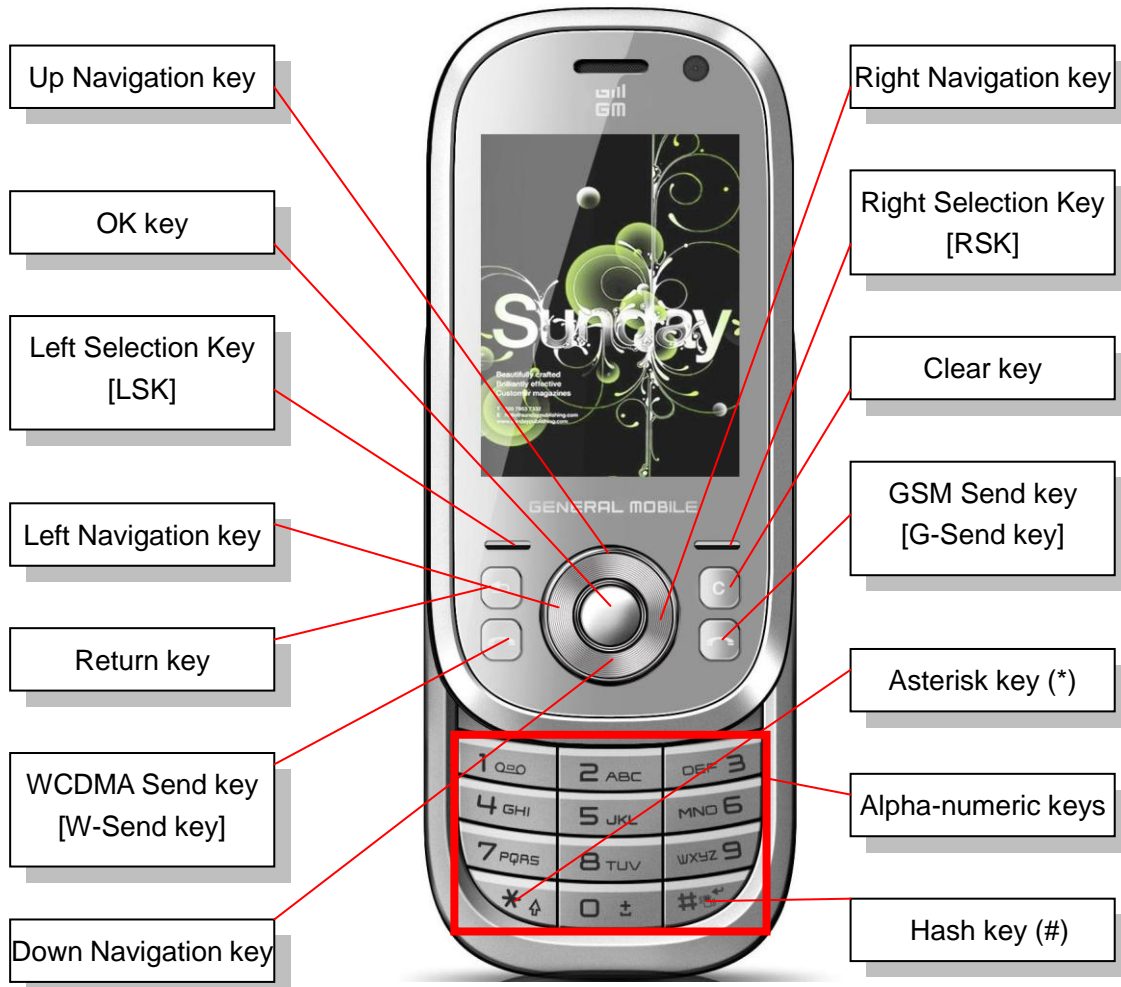 Up Navigation key
OK key
Left Selection Key
[LSK]
Left Navigation key
Return key
WCDMA Send key
[W-Send key]
Down Navigation key
GM
Sunday
Beautifully crafted
Brilliantly effective
Customer magazines
GENERAL MOBILE
C
1
2 ABC
DEF 3
4 GHI
5 JKL
MNO 6
7 PQRS
8 TUV
WXYZ 9
*
0 ±
#
Right Navigation key
Right Selection Key
[RSK]
Clear key
GSM Send key
[G-Send key]
Asterisk key (*)
Alpha-numeric keys
Hash key (#)